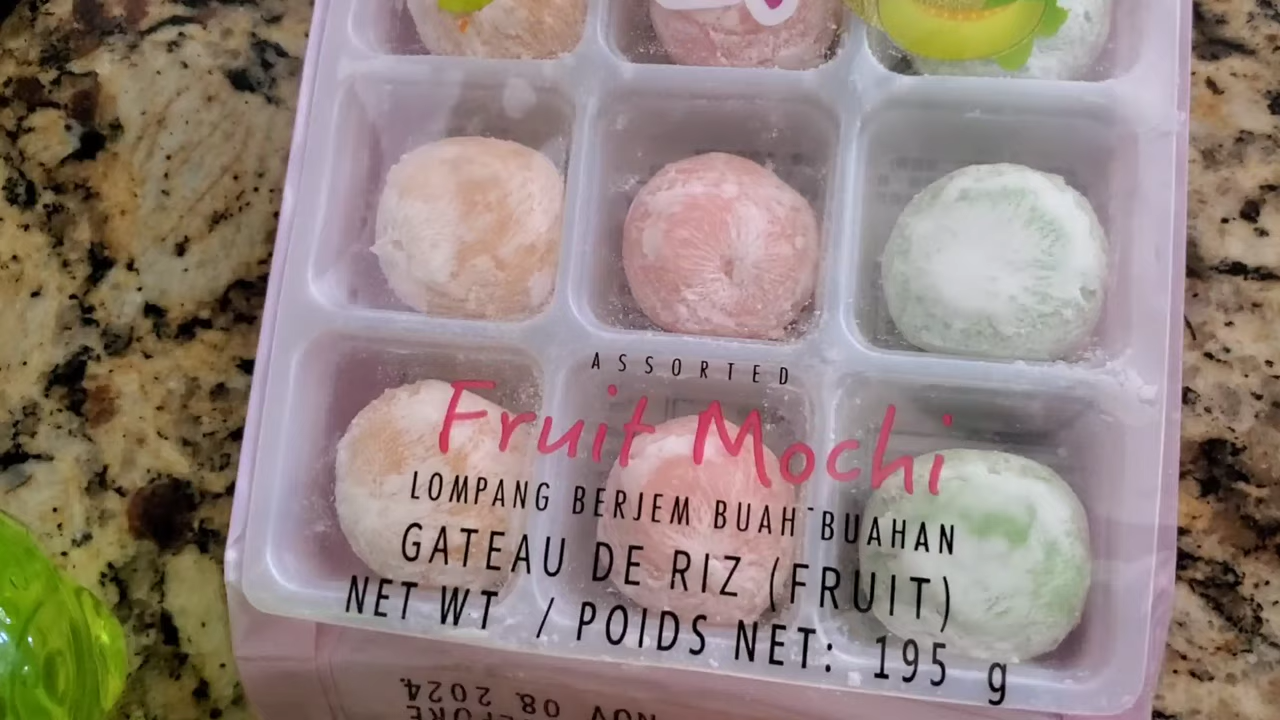 ASSORTED
Fruit Mochi
LOMPANG BERJEM BUAH-BUAHAN
GATEAU DE RIZ (FRUIT)
NET WT / POIDS NET: 195 g
NOV 08 2024